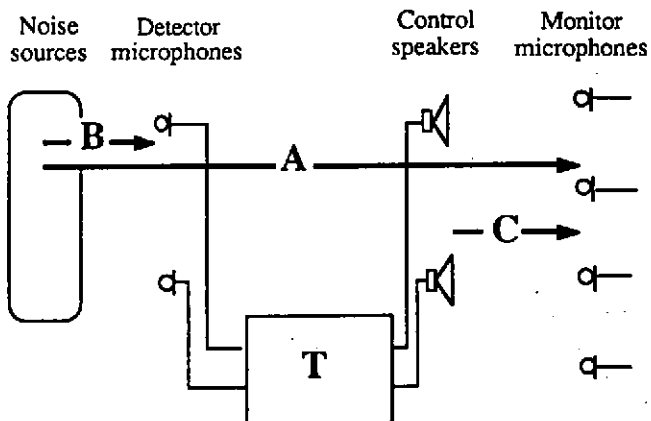 Noise
sources
Detector
microphones
Control
speakers
Monitor
microphones
B
A
C
T